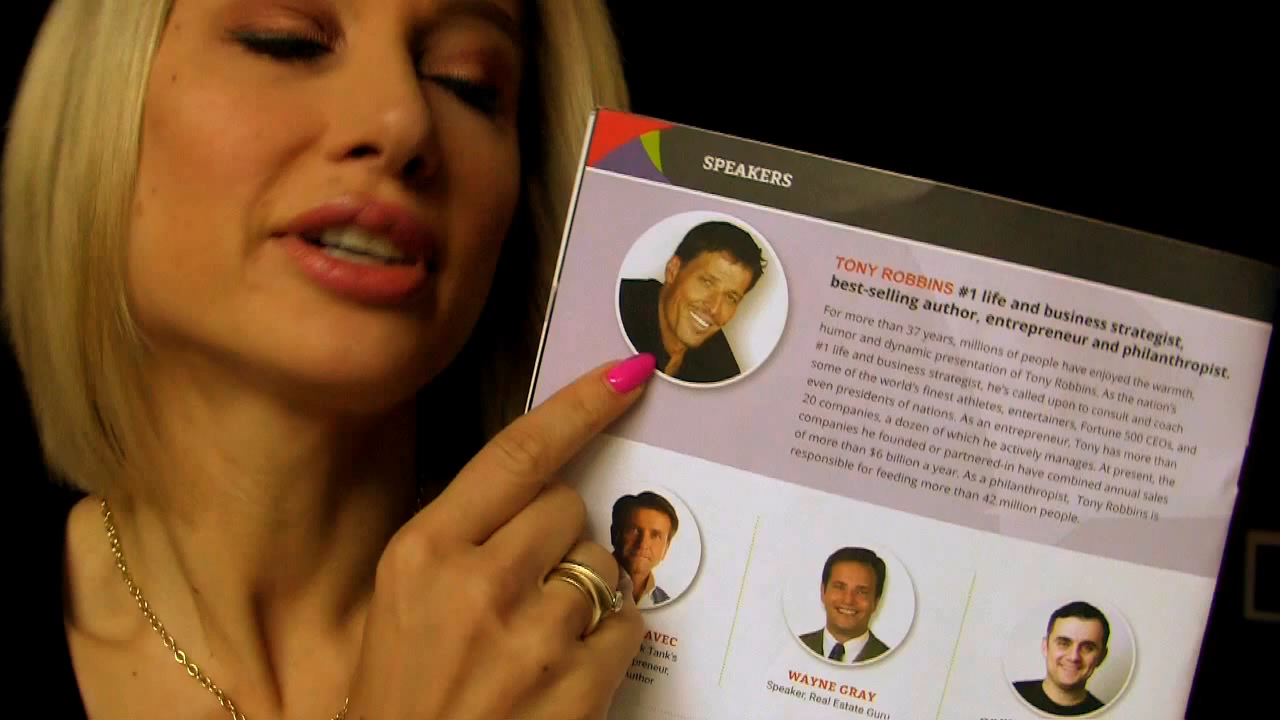 SPEAKERS
TONY ROBBINS #1 life and business strategist,
best-selling author, entrepreneur and philanthropist.
For more than 37 years, millions of people have enjoyed the warmth,
humor and dynamic presentation of Tony Robbins. As the nation's
#1 life and business strategist, he's called upon to consult and coach
some of the world's finest athletes, entertainers, Fortune 500 CEOs, and
even presidents of nations. As an entrepreneur, Tony has more than
20 companies, a dozen of which he actively manages. At present, the
companies he founded or partnered-in have combined annual sales
of more than $6 billion a year. As a philanthropist, Tony Robbins is
responsible for feeding more than 42 million people.
AVEC
k Tank's
preneur,
uthor
WAYNE GRAY
Speaker, Real Estate Guru